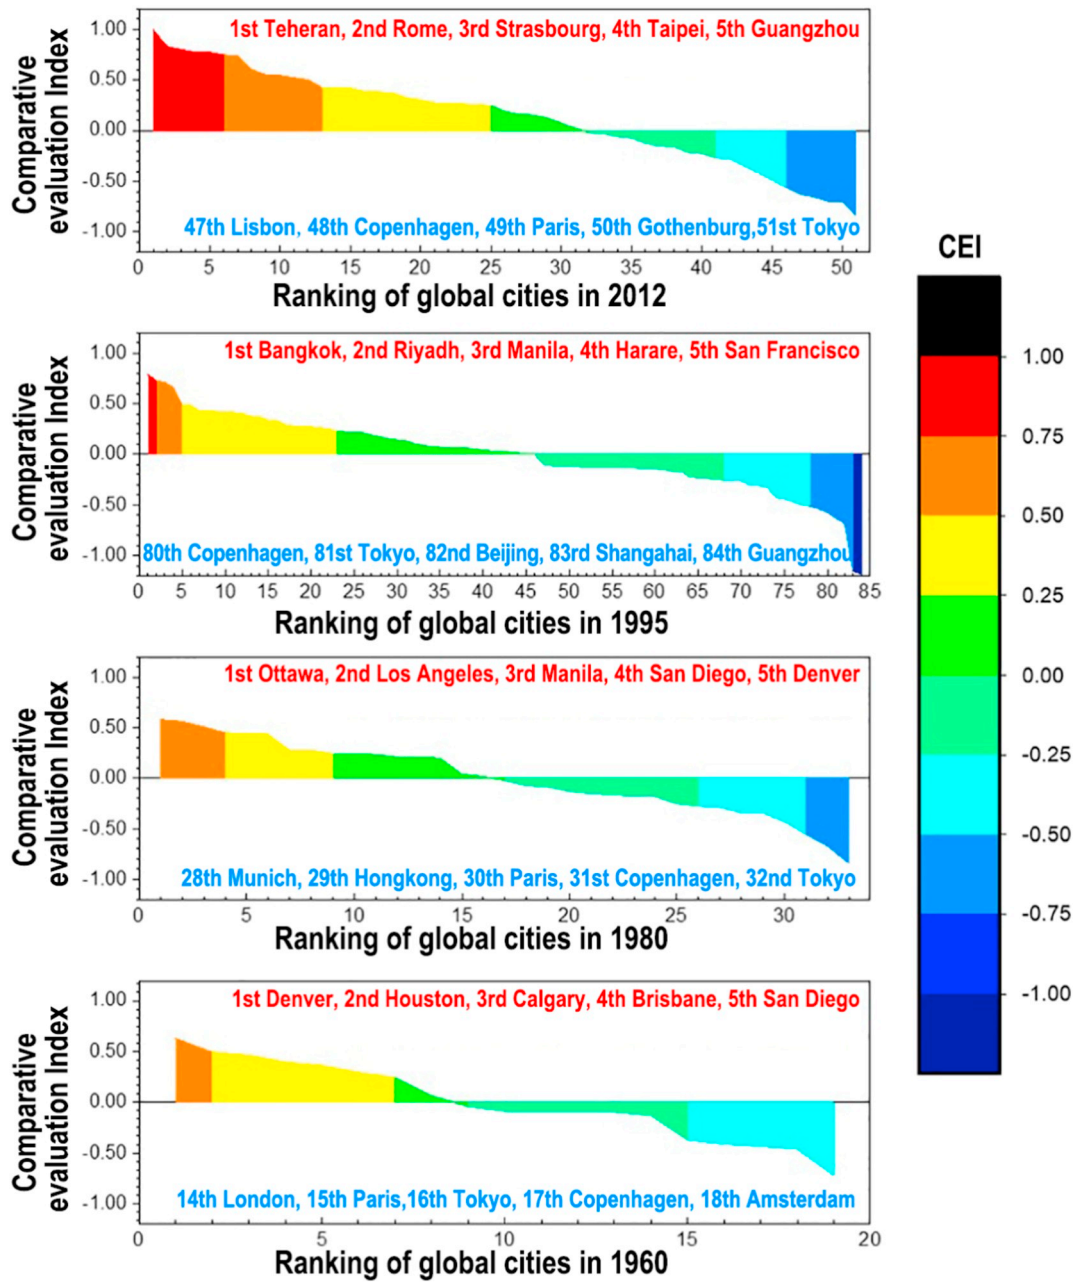 1st Teheran, 2nd Rome, 3rd Strasbourg, 4th Taipei, 5th Guangzhou
Comparative
evaluation Index
1.00
0.50
0.00
-0.50
-1.00
47th Lisbon, 48th Copenhagen, 49th Paris, 50th Gothenburg,51st Tokyo
0 5 10 15 20 25 30 35 40 45 50
Ranking of global cities in 2012
1st Bangkok, 2nd Riyadh, 3rd Manila, 4th Harare, 5th San Francisco
Comparative
evaluation Index
1.00
0.50
0.00
-0.50
-1.00
80th Copenhagen, 81st Tokyo, 82nd Beijing, 83rd Shangahai, 84th Guangzhou
0 5 10 15 20 25 30 35 40 45 50 55 60 65 70 75 80 85
Ranking of global cities in 1995
1st Ottawa, 2nd Los Angeles, 3rd Manila, 4th San Diego, 5th Denver
Comparative
evaluation Index
1.00
0.50
0.00
-0.50
-1.00
28th Munich, 29th Hongkong, 30th Paris, 31st Copenhagen, 32nd Tokyo
0 5 10 15 20 25 30
Ranking of global cities in 1980
1st Denver, 2nd Houston, 3rd Calgary, 4th Brisbane, 5th San Diego
Comparative
evaluation Index
1.00
0.50
0.00
-0.50
-1.00
14th London, 15th Paris,16th Tokyo, 17th Copenhagen, 18th Amsterdam
0 5 10 15 20
Ranking of global cities in 1960
CEI
1.00
0.75
0.50
0.25
0.00
-0.25
-0.50
-0.75
-1.00